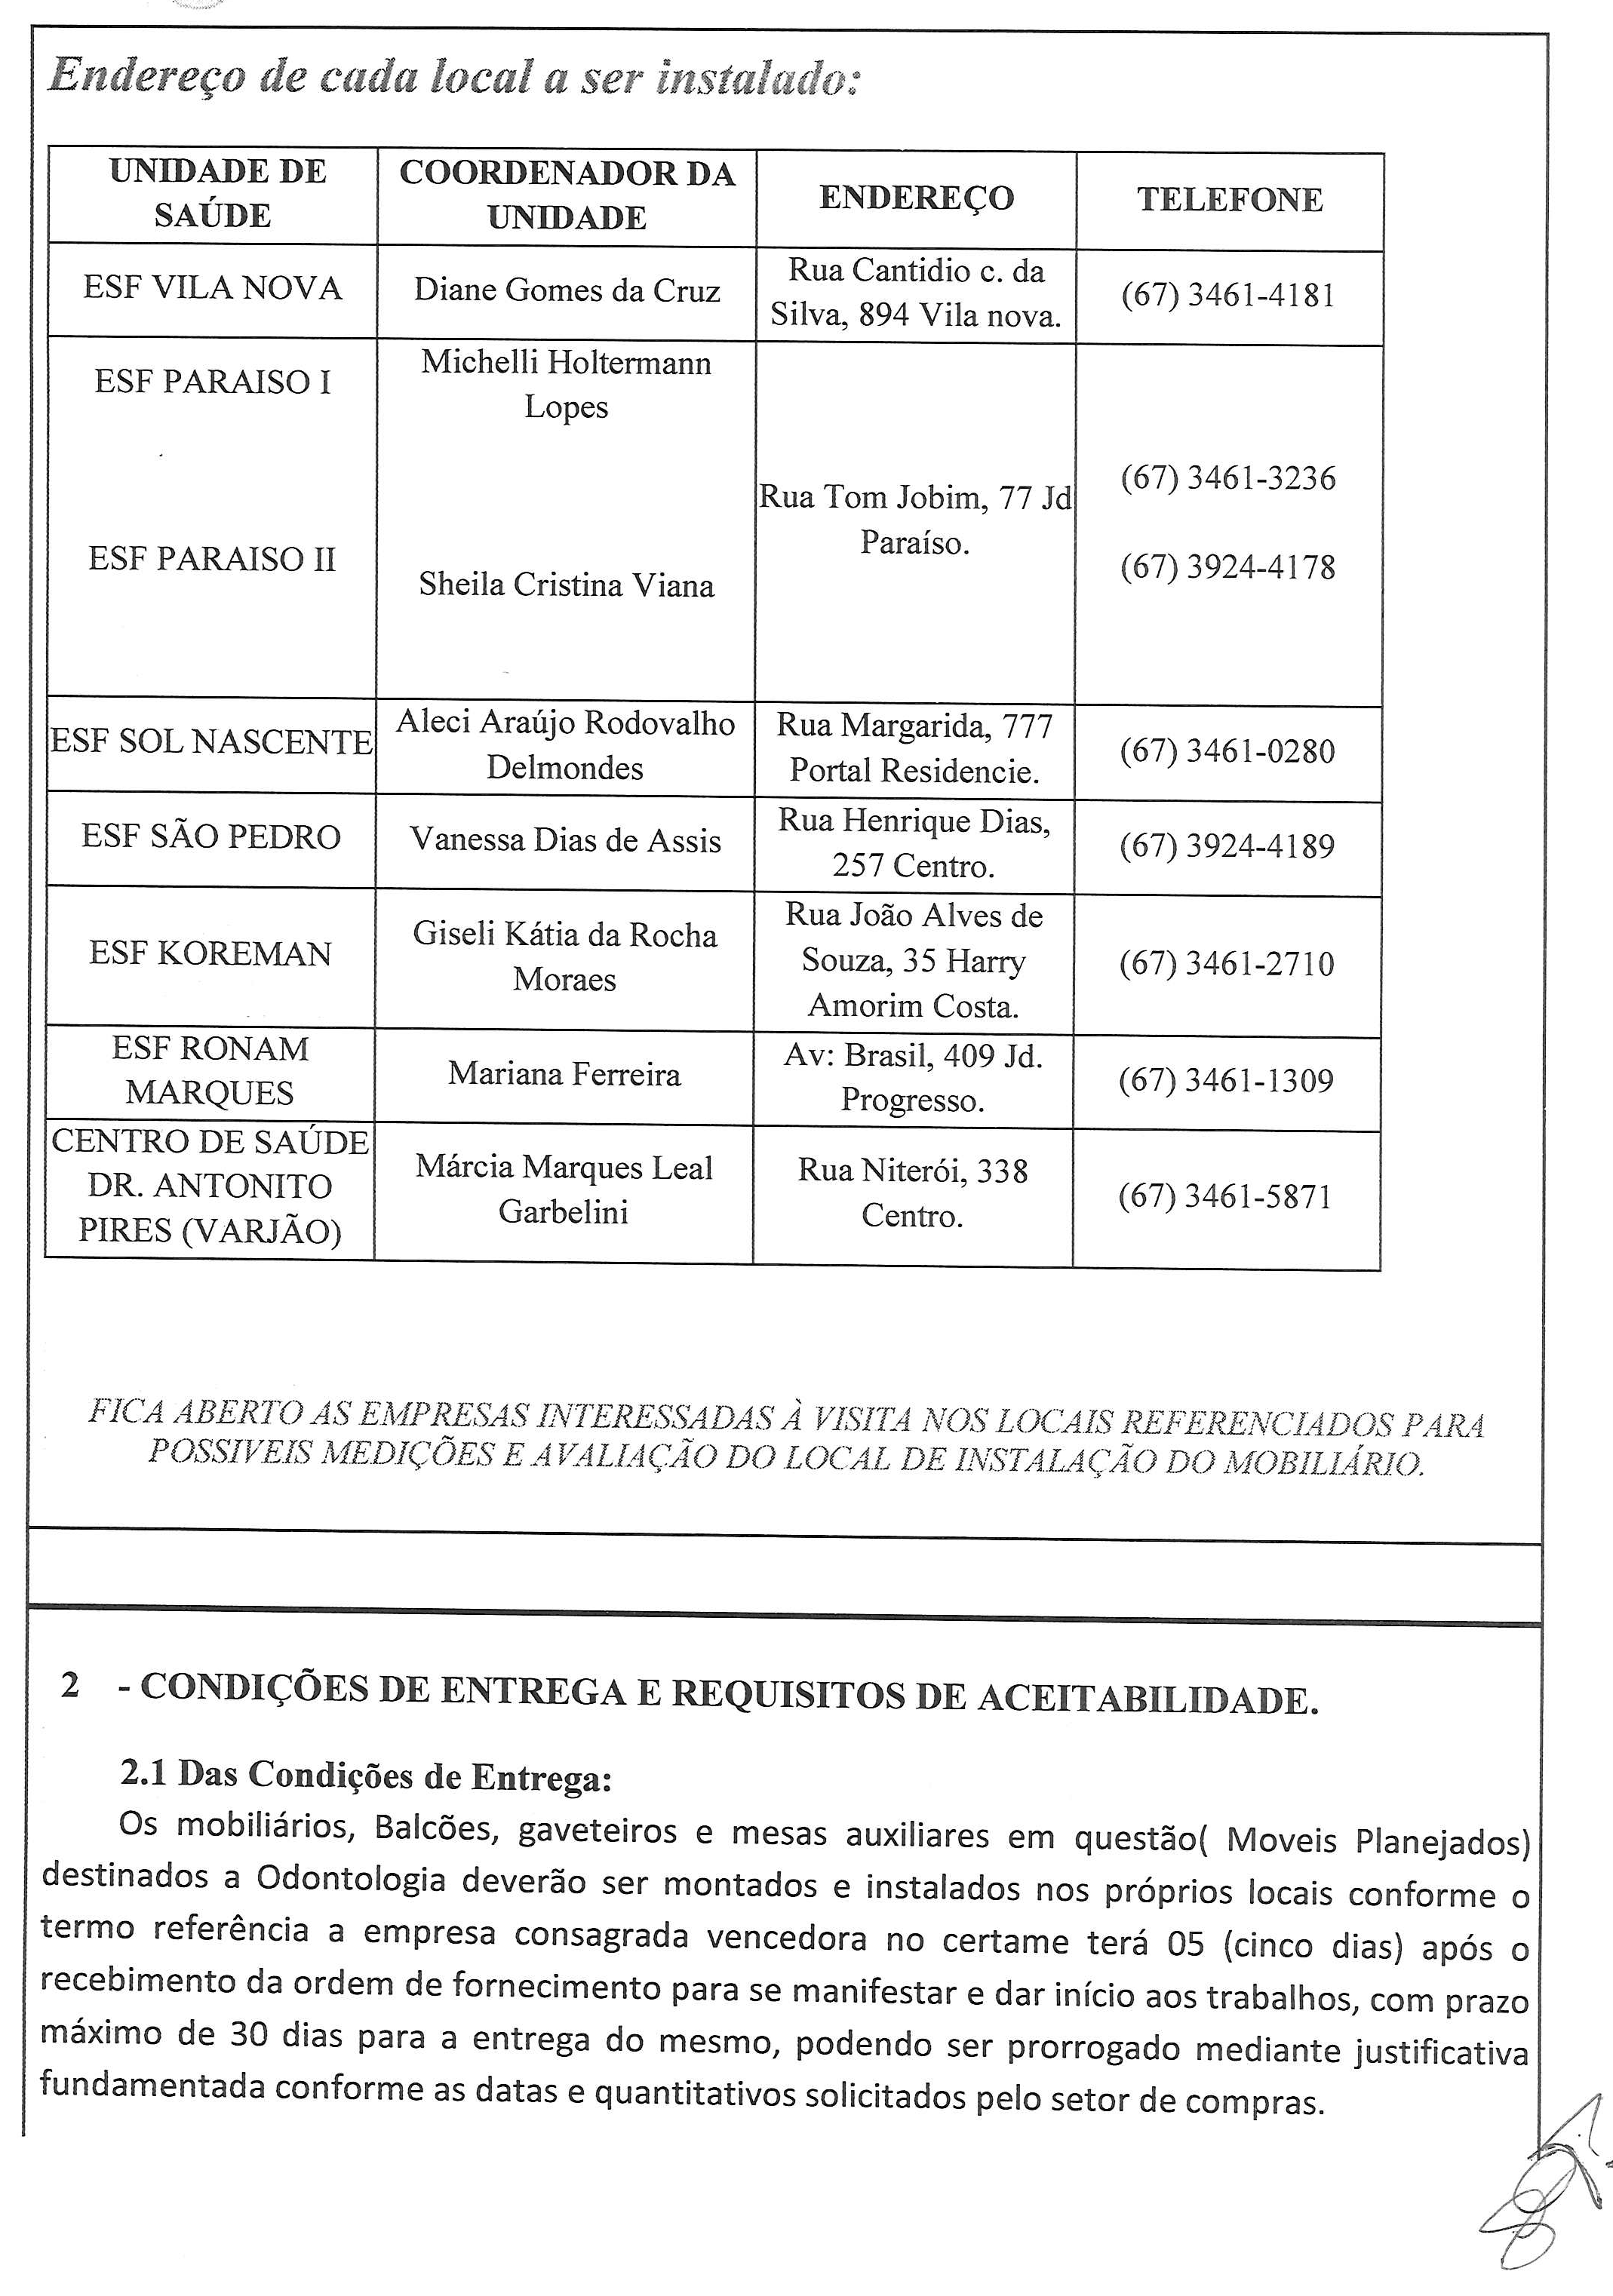 Endereço de cada local a ser instalado:
UNIDADE DE SAÚDE COORDENADOR DA UNIDADE ENDEREÇO TELEFONE
ESF VILA NOVA Diane Gomes da Cruz Rua Cantidio c. da Silva, 894 Vila nova. (67) 3461-4181
ESF PARAISO I Michelli Holtermann Lopes
ESF PARAISO II Sheila Cristina Viana
Rua Tom Jobim, 77 Jd Paraíso.
(67) 3461-3236
(67) 3924-4178
ESF SOL NASCENTE Aleci Araújo Rodovalho Delmondes Rua Margarida, 777 Portal Residencie. (67) 3461-0280
ESF SÃO PEDRO Vanessa Dias de Assis Rua Henrique Dias, 257 Centro. (67) 3924-4189
ESF KOREMAN Giseli Kátia da Rocha Moraes Rua João Alves de Souza, 35 Harry Amorim Costa. (67) 3461-2710
ESF RONAM MARQUES Mariana Ferreira Av: Brasil, 409 Jd. Progresso. (67) 3461-1309
CENTRO DE SAÚDE DR. ANTONITO PIRES (VARJÃO) Márcia Marques Leal Garbelini Rua Niterói, 338 Centro. (67) 3461-5871
FICA ABERTO AS EMPRESAS INTERESSADAS À VISITA NOS LOCAIS REFERENCIADOS PARA
POSSIVEIS MEDIÇÕES E AVALIAÇÃO DO LOCAL DE INSTALAÇÃO DO MOBILIÁRIO.
2 - CONDIÇÕES DE ENTREGA E REQUISITOS DE ACEITABILIDADE.
2.1 Das Condições de Entrega:
Os mobiliários, Balcões, gaveteiros e mesas auxiliares em questão( Moveis Planejados)
destinados a Odontologia deverão ser montados e instalados nos próprios locais conforme o
termo referência a empresa consagrada vencedora no certame terá 05 (cinco dias) após o
recebimento da ordem de fornecimento para se manifestar e dar início aos trabalhos, com prazo
máximo de 30 dias para a entrega do mesmo, podendo ser prorrogado mediante justificativa
fundamentada conforme as datas e quantitativos solicitados pelo setor de compras.